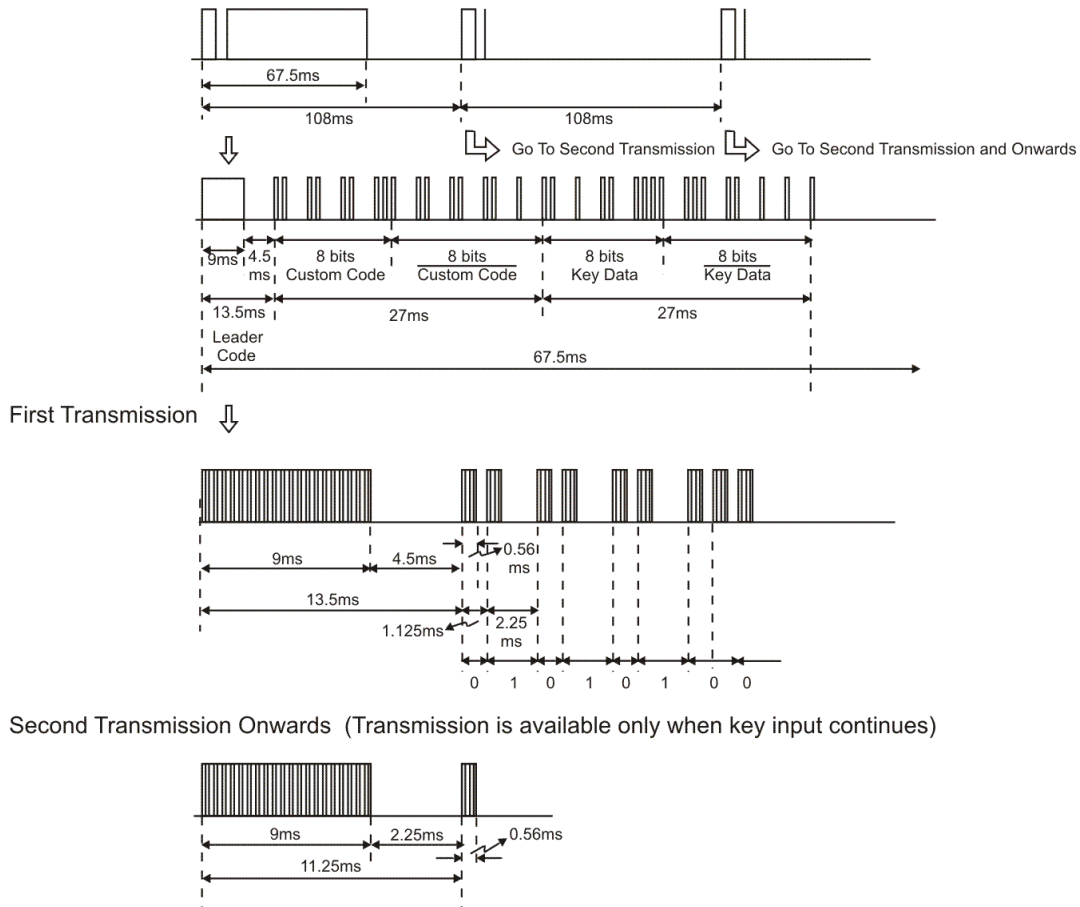 67.5ms
108ms
108ms
Go To Second Transmission
Go To Second Transmission and Onwards
9ms
4.5
ms
8 bits
Custom Code
8 bits
Custom Code
8 bits
Key Data
8 bits
Key Data
13.5ms
27ms
27ms
Leader
Code
67.5ms
First Transmission
9ms
4.5ms
0.56
ms
13.5ms
1.125ms
2.25
ms
0 1 0 1 0 1 0 0
Second Transmission Onwards (Transmission is available only when key input continues)
9ms
2.25ms
0.56ms
11.25ms